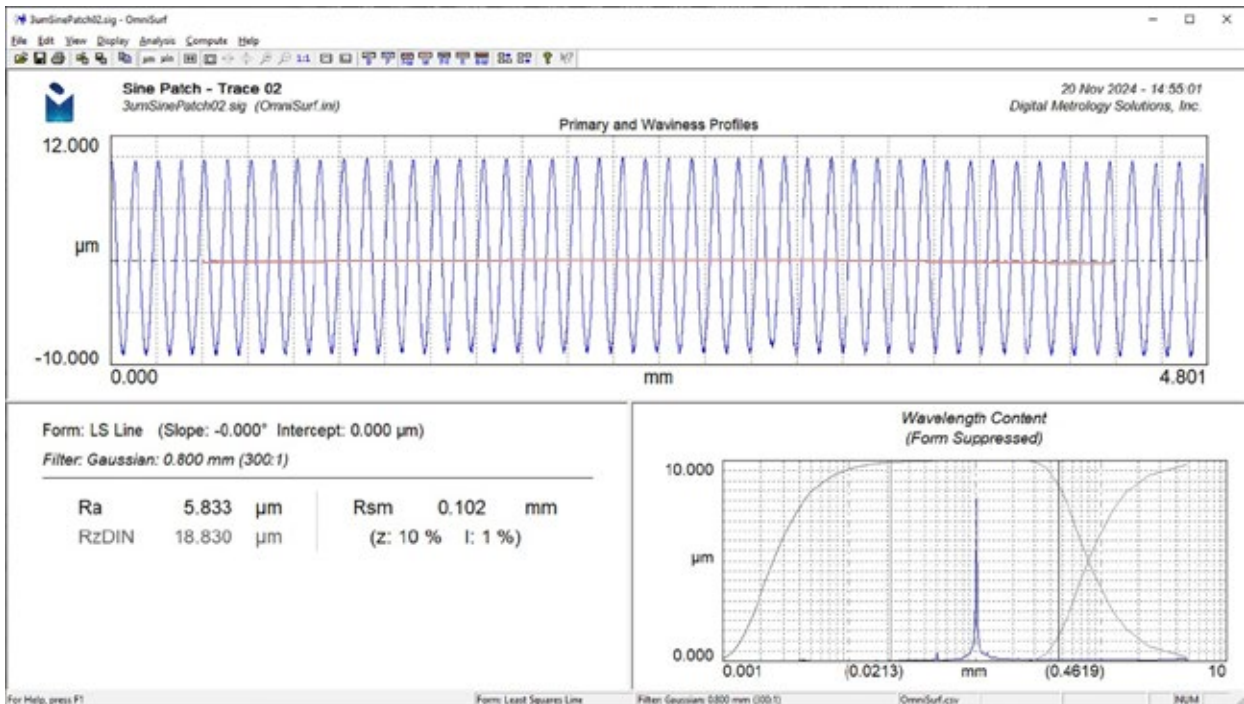 3umSinePatch02.sig - OmniSurf
File Edit View Display Analysis Compute Help
Sine Patch - Trace 02
3umSinePatch02.sig (OmniSurf.ini)
20 Nov 2024 - 14:55:01
Digital Metrology Solutions, Inc.
Primary and Waviness Profiles
12.000
µm
-10.000
0.000
mm
4.801
Form: LS Line (Slope: -0.000° Intercept: 0.000 µm)
Filter: Gaussian: 0.800 mm (300:1)
Ra 5.833 µm Rsm 0.102 mm
RzDIN 18.830 µm (z: 10 % l: 1 %)
Wavelength Content
(Form Suppressed)
10.000
µm
0.000
0.001 (0.0213) mm (0.4619) 10
For Help, press F1 Form: Least Squares Line Filter: Gaussian: 0.800 mm (300:1) OmniSurf.csv NUM